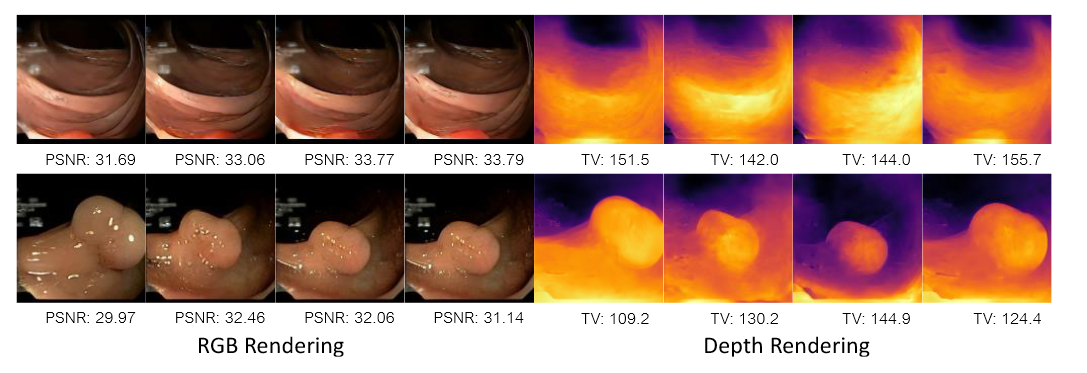 PSNR: 31.69 PSNR: 33.06 PSNR: 33.77 PSNR: 33.79 TV: 151.5 TV: 142.0 TV: 144.0 TV: 155.7
PSNR: 29.97 PSNR: 32.46 PSNR: 32.06 PSNR: 31.14 TV: 109.2 TV: 130.2 TV: 144.9 TV: 124.4
RGB Rendering Depth Rendering